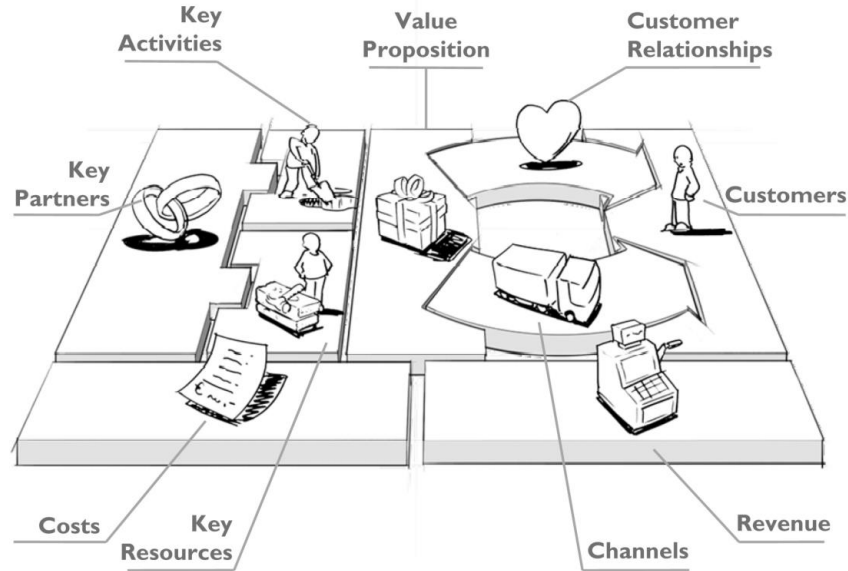 Key
Activities
Value
Proposition
Customer
Relationships
Key
Partners
Customers
Costs
Key
Resources
Channels
Revenue